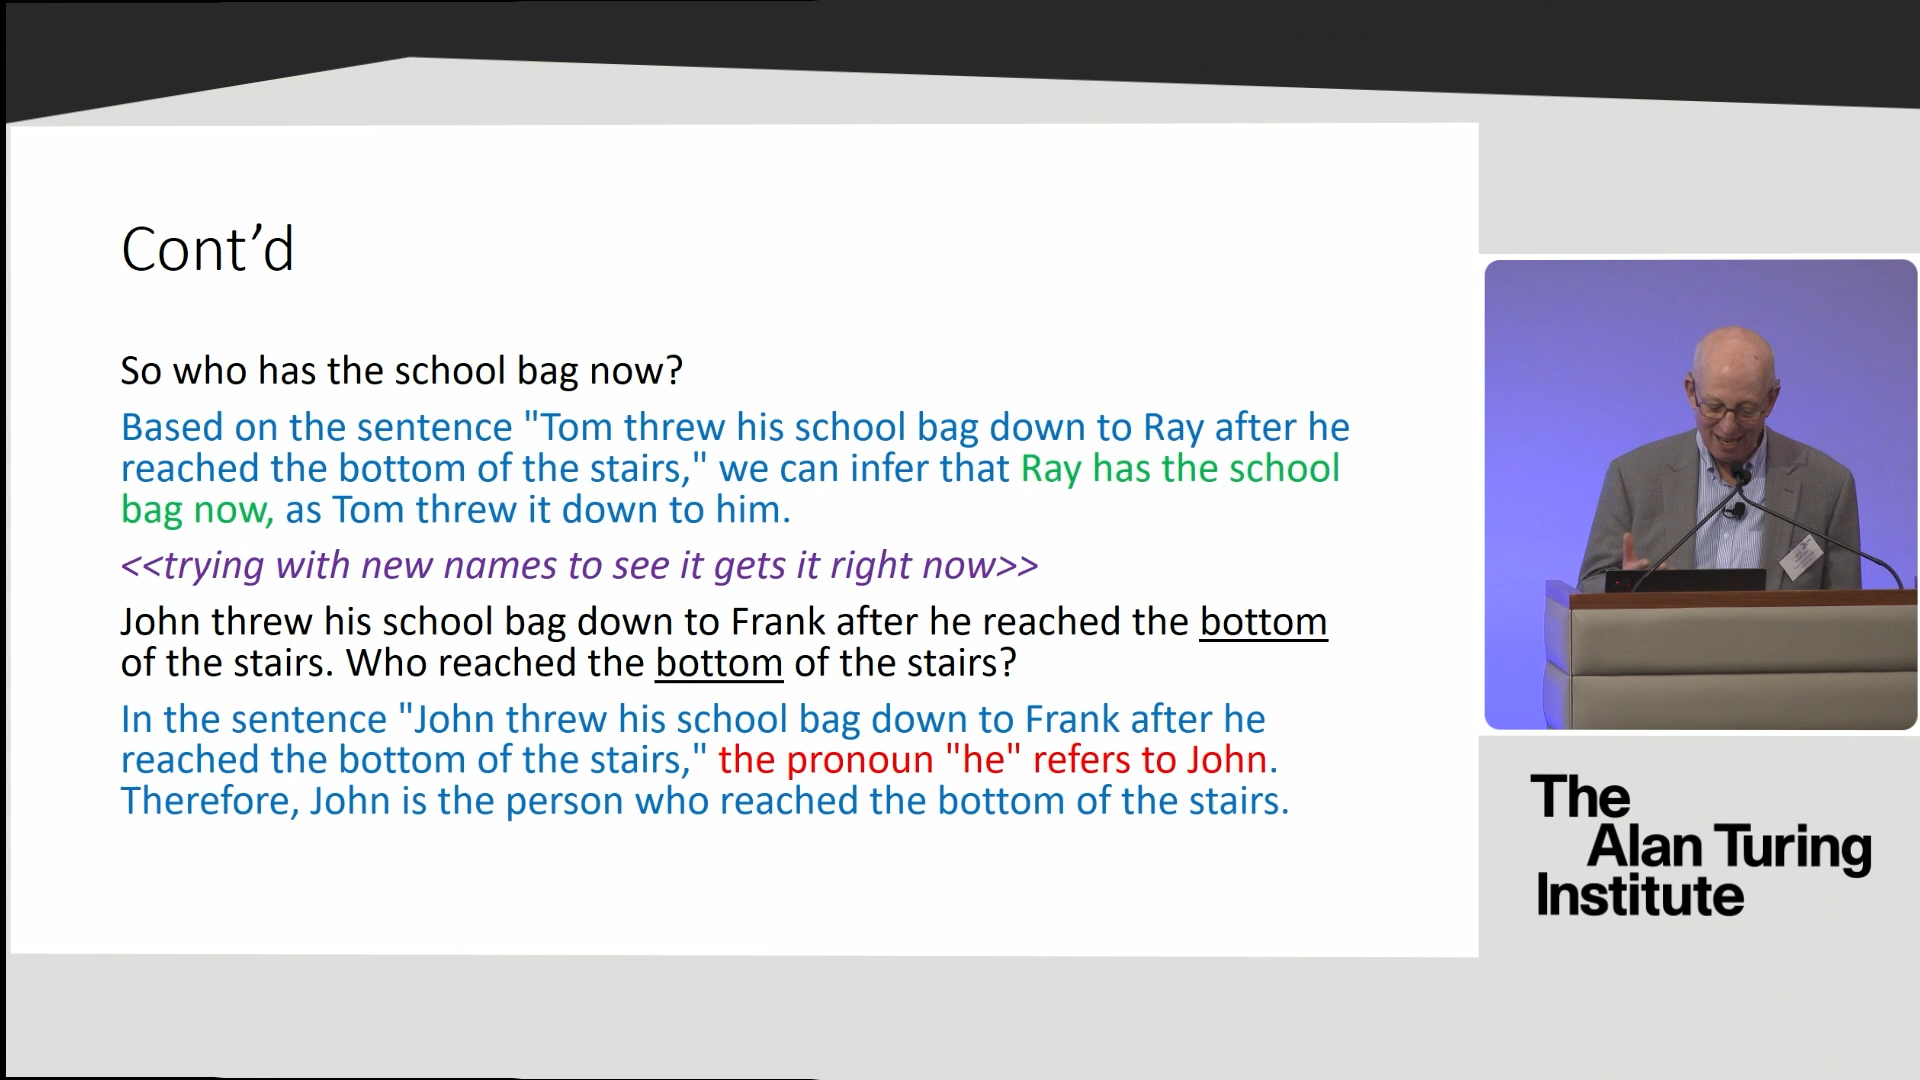 Cont’d
So who has the school bag now?
Based on the sentence "Tom threw his school bag down to Ray after he
reached the bottom of the stairs," we can infer that Ray has the school
bag now, as Tom threw it down to him.
<<trying with new names to see it gets it right now>>
John threw his school bag down to Frank after he reached the bottom
of the stairs. Who reached the bottom of the stairs?
In the sentence "John threw his school bag down to Frank after he
reached the bottom of the stairs," the pronoun "he" refers to John.
Therefore, John is the person who reached the bottom of the stairs.
The
Alan Turing
Institute